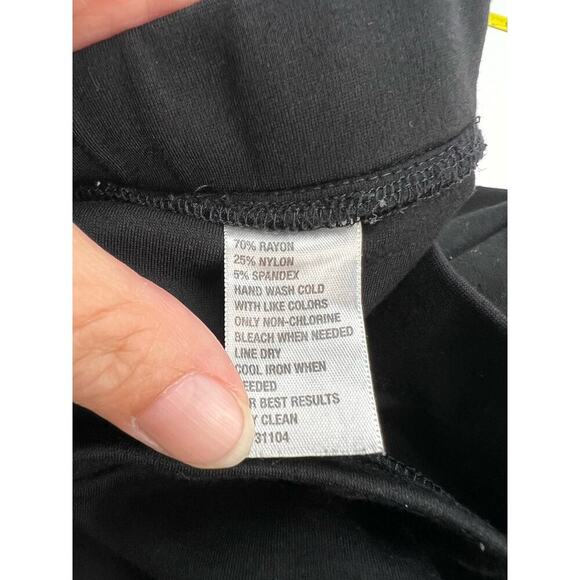 70% RAYON
25% NYLON
5% SPANDEX
HAND WASH COLD
WITH LIKE COLORS
ONLY NON-CHLORINE
BLEACH WHEN NEEDED
LINE DRY
COOL IRON WHEN
BEST RESULTS
CLEAN
31104